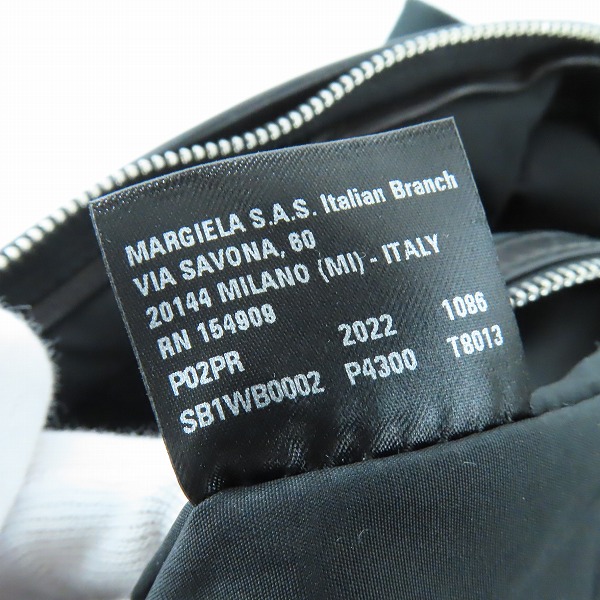 MARGIELA S.A.S. Italian Branch
VIA SAVONA, 60
20144 MILANO (MI) - ITALY
RN 154909
P02PR 2022 1086
SB1WB0002 P4300 T8013